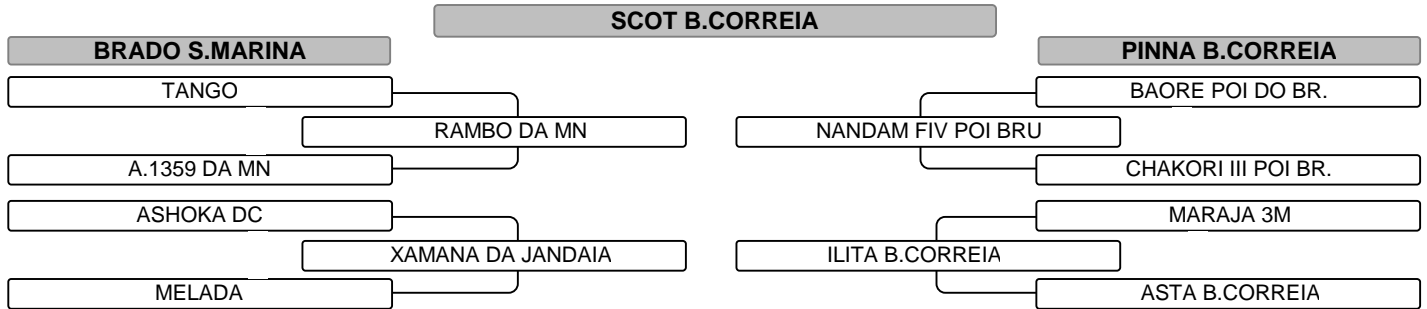 SCOT B.CORREIA
BRADO S.MARINA
PINNA B.CORREIA
TANGO
BAORE POI DO BR.
RAMBO DA MN
NANDAM FIV POI BRU
A.1359 DA MN
CHAKORI III POI BR.
ASHOKA DC
MARAJA 3M
XAMANA DA JANDAIA
ILITA B.CORREIA
MELADA
ASTA B.CORREIA